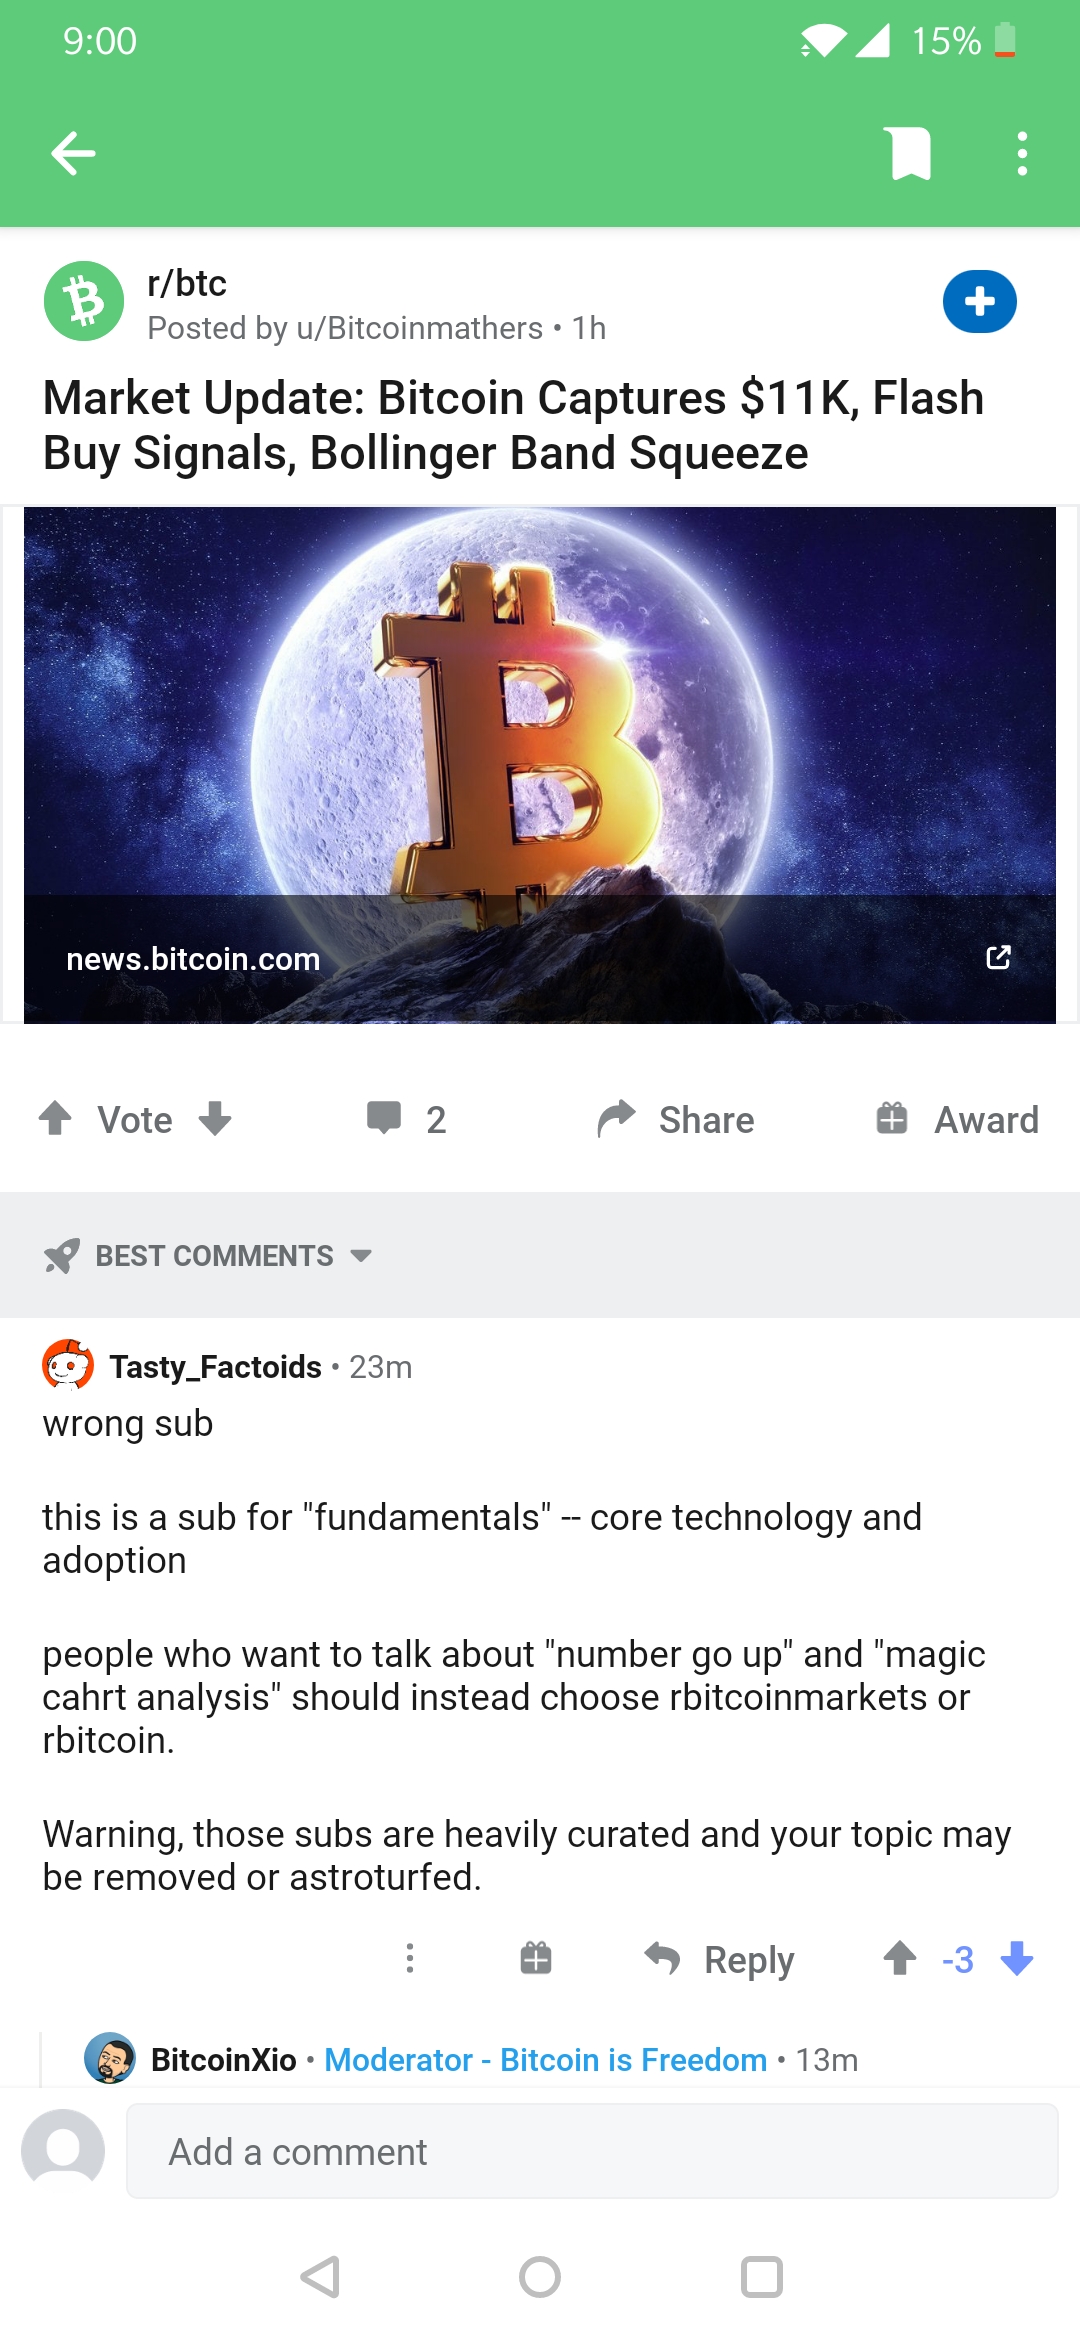 9:00
15%
r/btc
Posted by u/Bitcoinmathers • 1h
Market Update: Bitcoin Captures $11K, Flash
Buy Signals, Bollinger Band Squeeze
news.bitcoin.com
Vote
2
Share
Award
BEST COMMENTS
Tasty_Factoids • 23m
wrong sub
this is a sub for "fundamentals" -- core technology and
adoption
people who want to talk about "number go up" and "magic
cahrt analysis" should instead choose rbitcoinmarkets or
rbitcoin.
Warning, those subs are heavily curated and your topic may
be removed or astroturfed.
Reply
-3
BitcoinXio • Moderator - Bitcoin is Freedom • 13m
Add a comment